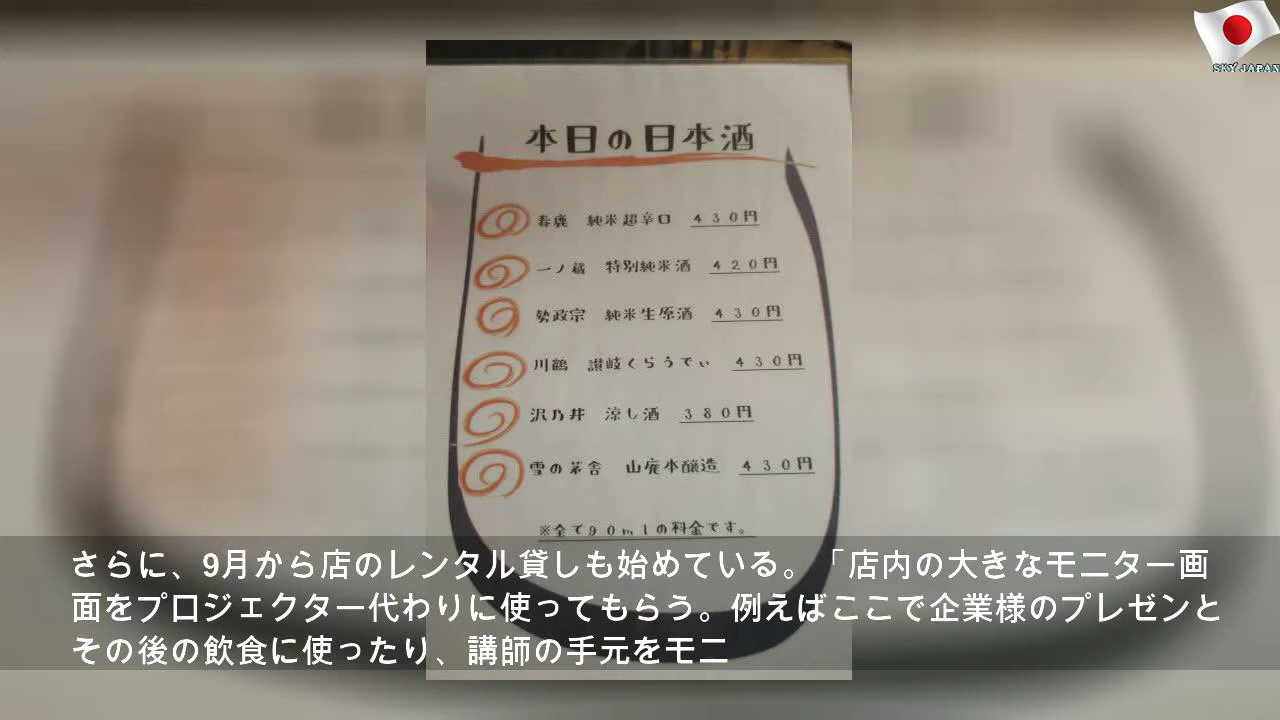 SKY JAPAN
本日の日本酒
春鹿 純米超辛口 430円
一ノ蔵 特別純米酒 420円
勢政宗 純米生原酒 430円
川鶴 讃岐くらうでぃ 430円
沢乃井 涼し酒 380円
雪の茅舎 山廃本醸造 430円
※全て90mlの料金です。
さらに、9月から店のレンタル貸しも始めている。「店内の大きなモニター画
面をプロジェクター代わりに使ってもらう。例えばここで企業様のプレゼンと
その後の飲食に使ったり、講師の手元をモニ